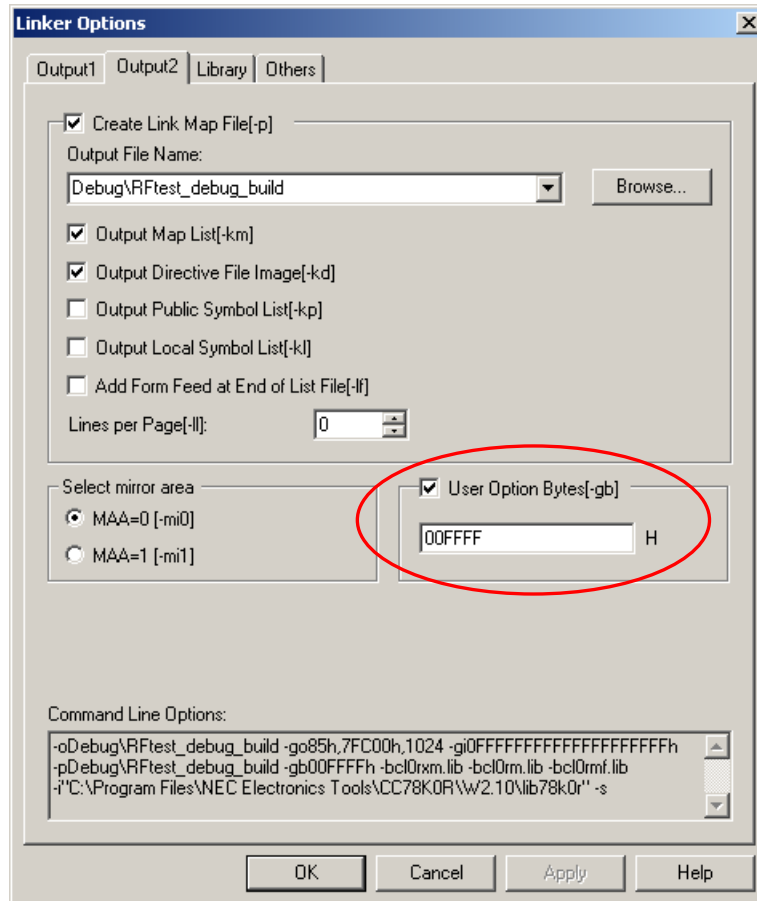 Linker Options
Output1 Output2 Library Others
Create Link Map File[-p]
Output File Name:
Debug\RFtest_debug_build Browse...
Output Map List[-km]
Output Directive File Image[-kd]
Output Public Symbol List[-kp]
Output Local Symbol List[-kl]
Add Form Feed at End of List File[-lf]
Lines per Page[-ll]: 0
Select mirror area
MAA=0 [-mi0]
MAA=1 [-mi1]
User Option Bytes[-gb]
00FFFF H
Command Line Options:
-oDebug\RFtest_debug_build -go85h,7FC00h,1024 -gi0FFFFFFFFFFFFFFFFFFFFh
-pDebug\RFtest_debug_build -gb00FFFFh -bcl0rxm.lib -bcl0rm.lib -bcl0rmf.lib
-i"C:\Program Files\NEC Electronics Tools\CC78K0R\W2.10\lib78k0r" -s
OK Cancel Apply Help